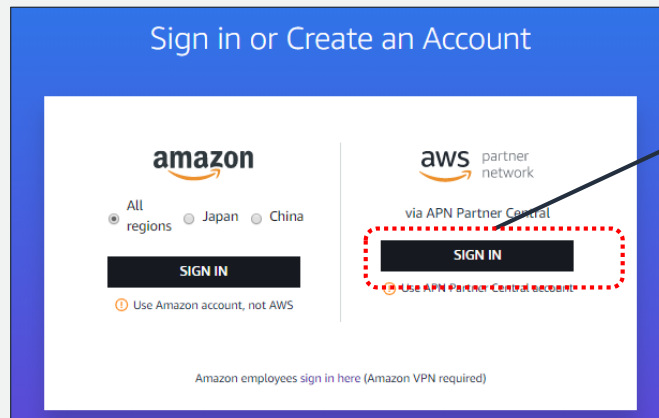 Sign in or Create an Account
amazon
All
regions
Japan
China
SIGN IN
Use Amazon account, not AWS
aws
partner
network
via APN Partner Central
SIGN IN
Use APN Partner Central account
Amazon employees sign in here (Amazon VPN required)